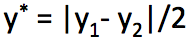 y* = |y₁- y₂|/2